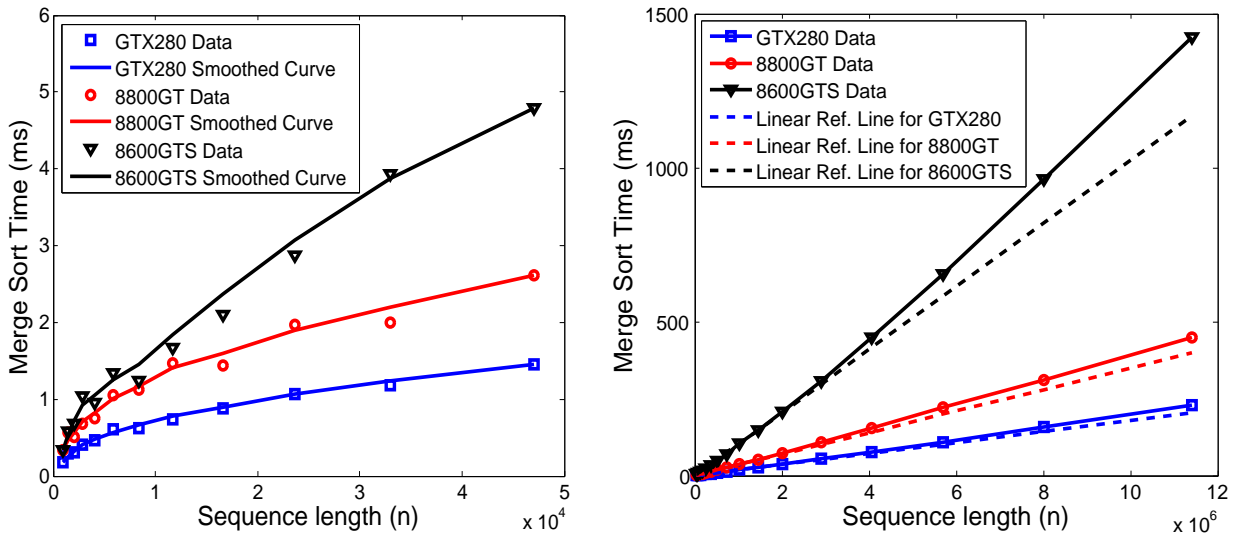 6
5
4
3
2
1
0
Merge Sort Time (ms)
GTX280 Data
GTX280 Smoothed Curve
8800GT Data
8800GT Smoothed Curve
8600GTS Data
8600GTS Smoothed Curve
0 1 2 3 4 5
Sequence length (n)
x 10^4
1500
1000
500
0
Merge Sort Time (ms)
GTX280 Data
8800GT Data
8600GTS Data
Linear Ref. Line for GTX280
Linear Ref. Line for 8800GT
Linear Ref. Line for 8600GTS
0 2 4 6 8 10 12
Sequence length (n)
x 10^6